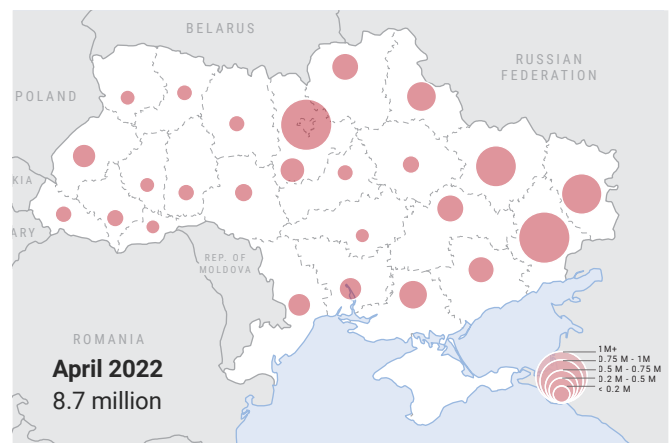 BELARUS
RUSSIAN
FEDERATION
POLAND
KIA
ARY
REP. OF
MOLDOVA
ROMANIA
April 2022
8.7 million
1M+
0.75 M - 1M
0.5 M - 0.75 M
0.2 M - 0.5 M
< 0.2 M